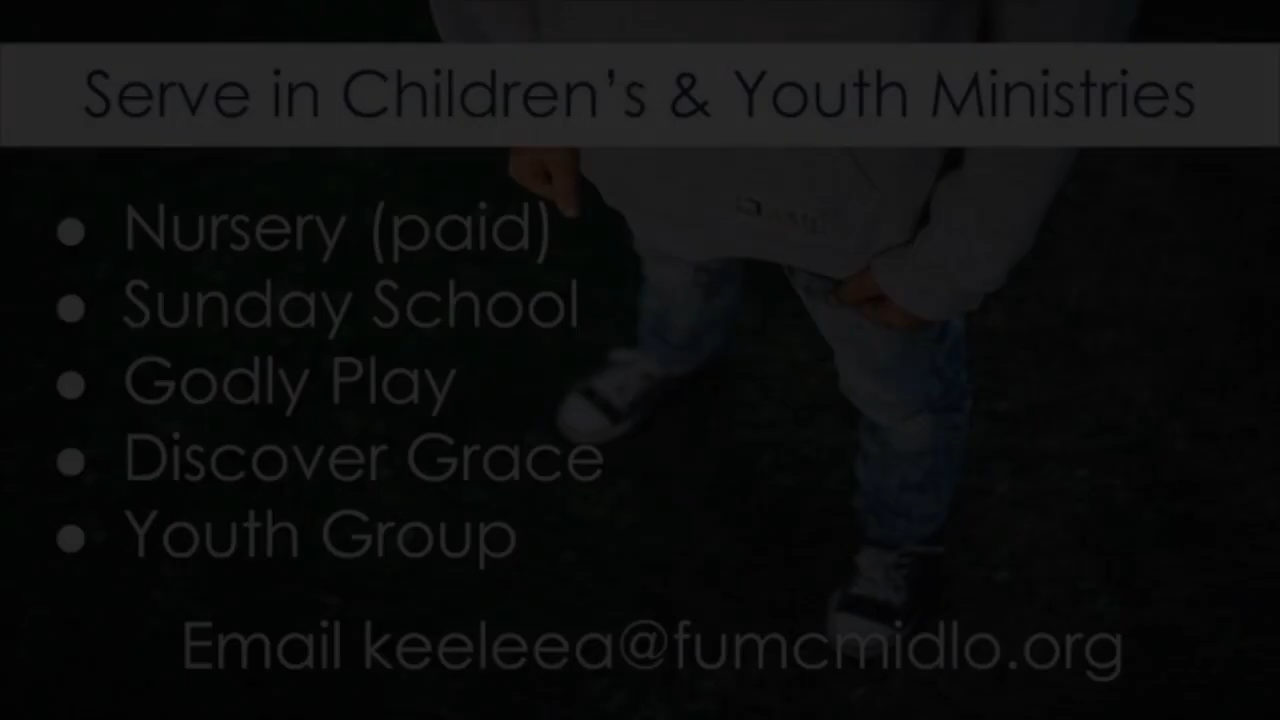 Serve in Children's & Youth Ministries
● Nursery (paid)
● Sunday School
● Godly Play
● Discover Grace
● Youth Group
Email keeleea@fumcmidlo.org